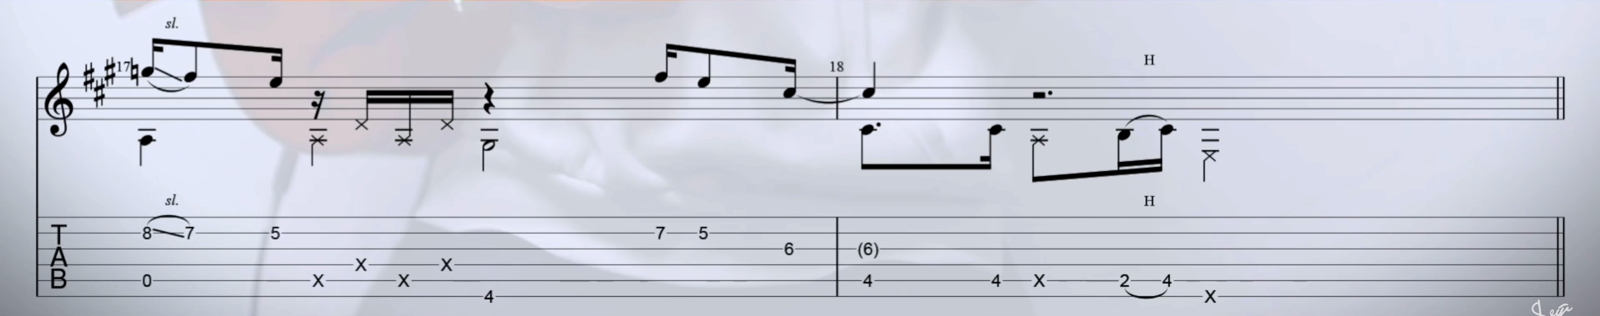 sl.
17
18
H
sl.
H
T 8 7 5 7 5
A 6 (6)
X X
B 0 X X 4 4 X 2 4
4 X